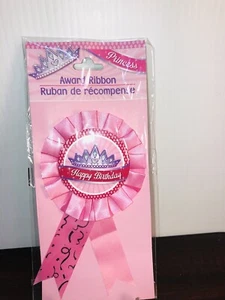 Princess
Award Ribbon
Ruban de récompense
Happy Birthday